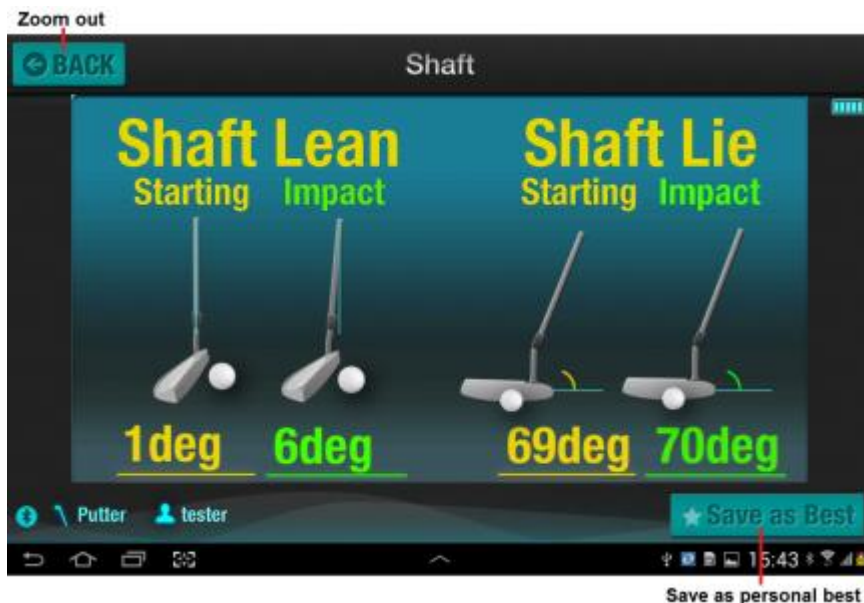 Zoom out
BACK
Shaft
Shaft Lean
Shaft Lie
Starting Impact
Starting Impact
1deg 6deg
69deg 70deg
Putter tester
Save as Best
15:43
Save as personal best